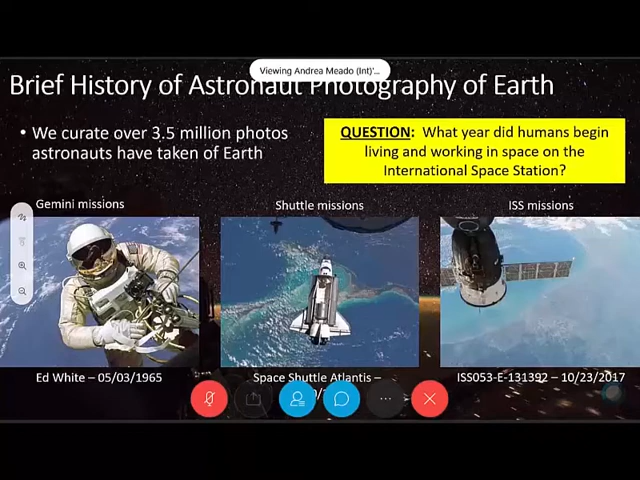 Viewing Andrea Meado (Int)'...
Brief History of Astronaut Photography of Earth
• We curate over 3.5 million photos
astronauts have taken of Earth
QUESTION: What year did humans begin
living and working in space on the
International Space Station?
Gemini missions
Shuttle missions
ISS missions
Ed White – 05/03/1965
Space Shuttle Atlantis –
ISS053-E-131392 – 10/23/2017